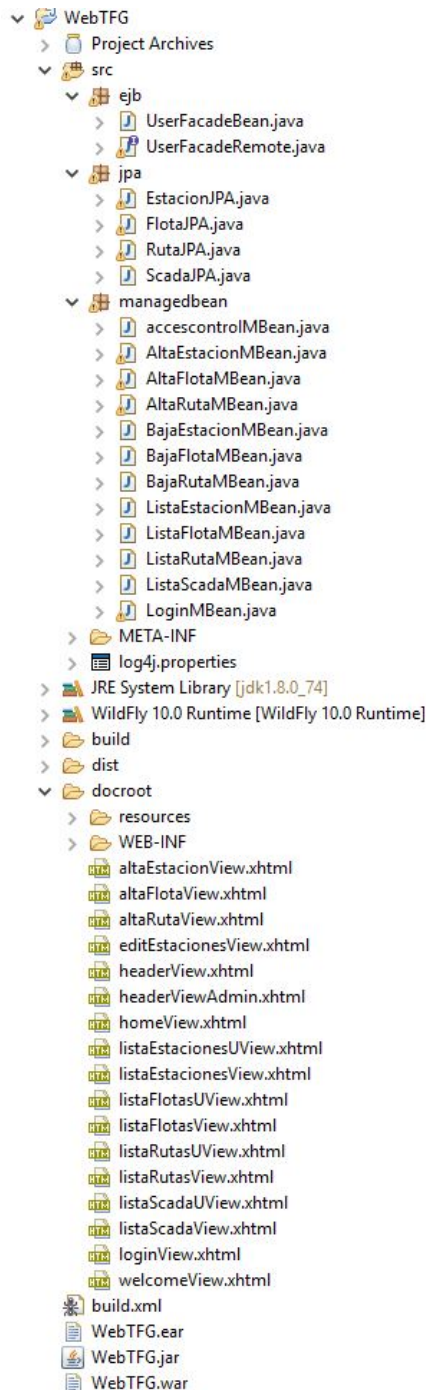 WebTFG
Project Archives
src
ejb
UserFacadeBean.java
UserFacadeRemote.java
jpa
EstacionJPA.java
FlotaJPA.java
RutaJPA.java
ScadaJPA.java
managedbean
accescontrolMBean.java
AltaEstacionMBean.java
AltaFlotaMBean.java
AltaRutaMBean.java
BajaEstacionMBean.java
BajaFlotaMBean.java
BajaRutaMBean.java
ListaEstacionMBean.java
ListaFlotaMBean.java
ListaRutaMBean.java
ListaScadaMBean.java
LoginMBean.java
META-INF
log4j.properties
JRE System Library [jdk1.8.0_74]
WildFly 10.0 Runtime [WildFly 10.0 Runtime]
build
dist
docroot
resources
WEB-INF
altaEstacionView.xhtml
altaFlotaView.xhtml
altaRutaView.xhtml
editEstacionesView.xhtml
headerView.xhtml
headerViewAdmin.xhtml
homeView.xhtml
listaEstacionesUView.xhtml
listaEstacionesView.xhtml
listaFlotasUView.xhtml
listaFlotasView.xhtml
listaRutasUView.xhtml
listaRutasView.xhtml
listaScadaUView.xhtml
listaScadaView.xhtml
loginView.xhtml
welcomeView.xhtml
build.xml
WebTFG.ear
WebTFG.jar
WebTFG.war